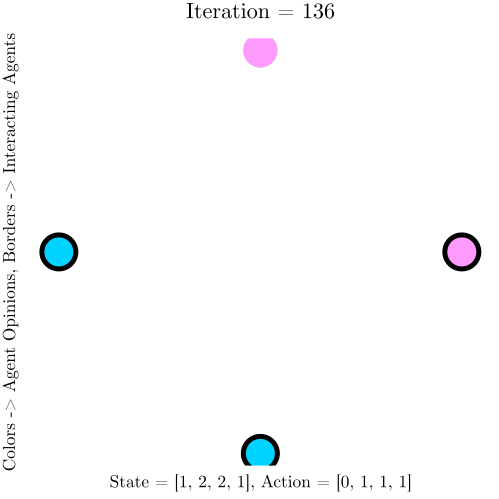 Iteration = 136
Colors -> Agent Opinions, Borders -> Interacting Agents
State = [1, 2, 2, 1], Action = [0, 1, 1, 1]